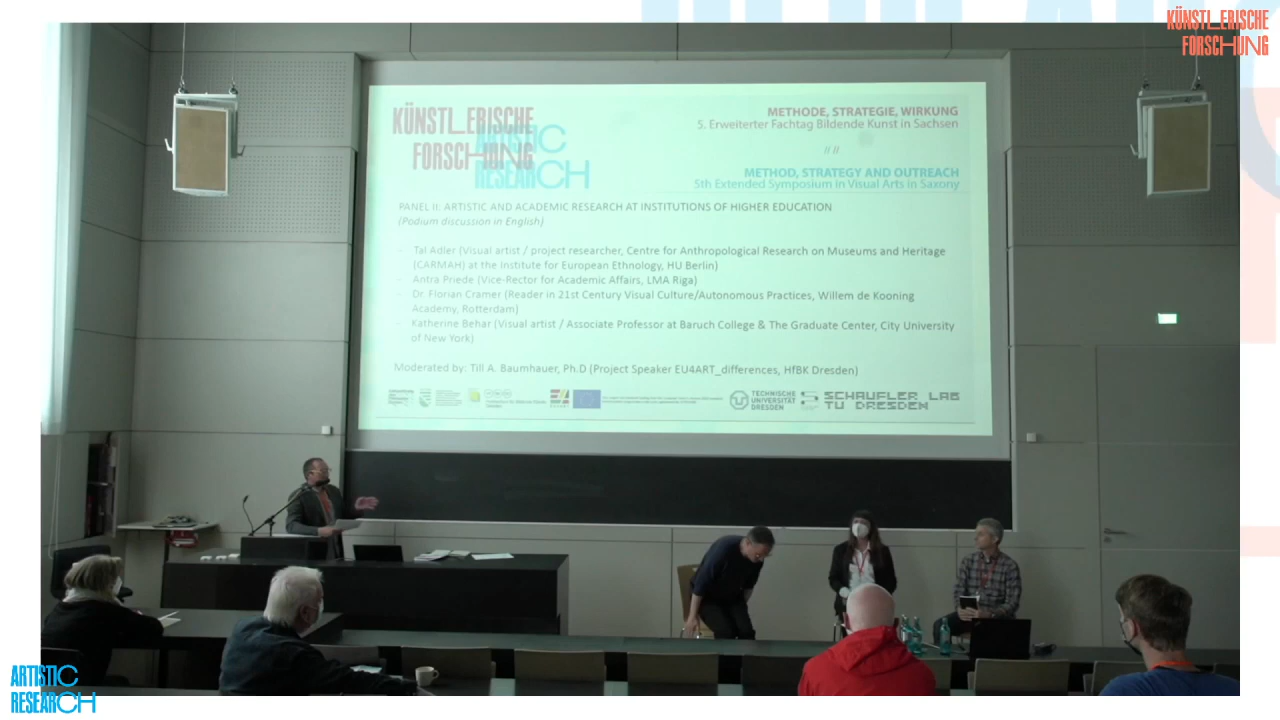 KÜNSTL_ERISCHE
FORSCHUNG
KÜNSTL_ERISCHE
FORSCHUNG
ARTISTIC
RESEARCH
METHODE, STRATEGIE, WIRKUNG
5. Erweiterter Fachtag Bildende Kunst in Sachsen
// //
METHOD, STRATEGY AND OUTREACH
5th Extended Symposium in Visual Arts in Saxony
PANEL II: ARTISTIC AND ACADEMIC RESEARCH AT INSTITUTIONS OF HIGHER EDUCATION
(Podium discussion in English)
- Tal Adler (Visual artist / project researcher, Centre for Anthropological Research on Museums and Heritage
(CARMAH) at the Institute for European Ethnology, HU Berlin)
- Antra Priede (Vice-Rector for Academic Affairs, LMA Riga)
- Dr. Florian Cramer (Reader in 21st Century Visual Culture/Autonomous Practices, Willem de Kooning
Academy, Rotterdam)
- Katherine Behar (Visual artist / Associate Professor at Baruch College & The Graduate Center, City University
of New York)
Moderated by: Till A. Baumhauer, Ph.D (Project Speaker EU4ART_differences, HfBK Dresden)
TECHNISCHE
UNIVERSITÄT
DRESDEN
SCHAUFLER LAB
TU DRESDEN
ARTISTIC
RESEARCH